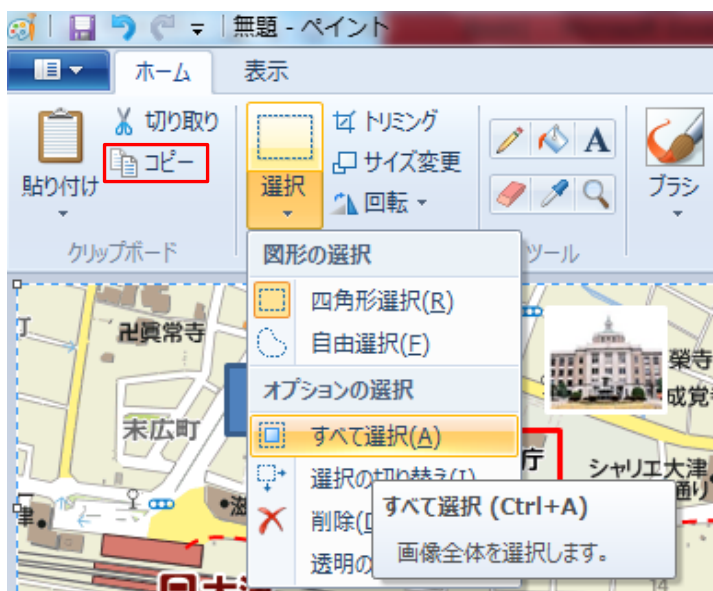 無題 - ペイント
ホーム
表示
貼り付け
切り取り
コピー
クリップボード
選択
トリミング
サイズ変更
回転
A
ツール
ブラシ
図形の選択
四角形選択(R)
自由選択(F)
オプションの選択
すべて選択(A)
選択の切り替え(I)
削除(D
透明の
すべて選択 (Ctrl+A)
画像全体を選択します。
卍眞常寺
末広町
榮寺
成覚
庁
シャリエ大津
通り
14